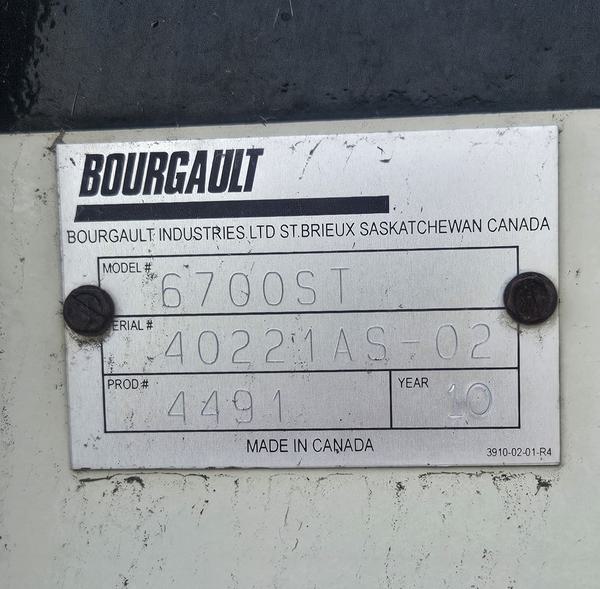 BOURGAULT
BOURGAULT INDUSTRIES LTD ST.BRIEUX SASKATCHEWAN CANADA
MODEL# 6700ST
ERIAL# 40221AS-02
PROD# 4491 YEAR 10
MADE IN CANADA
3910-02-01-R4